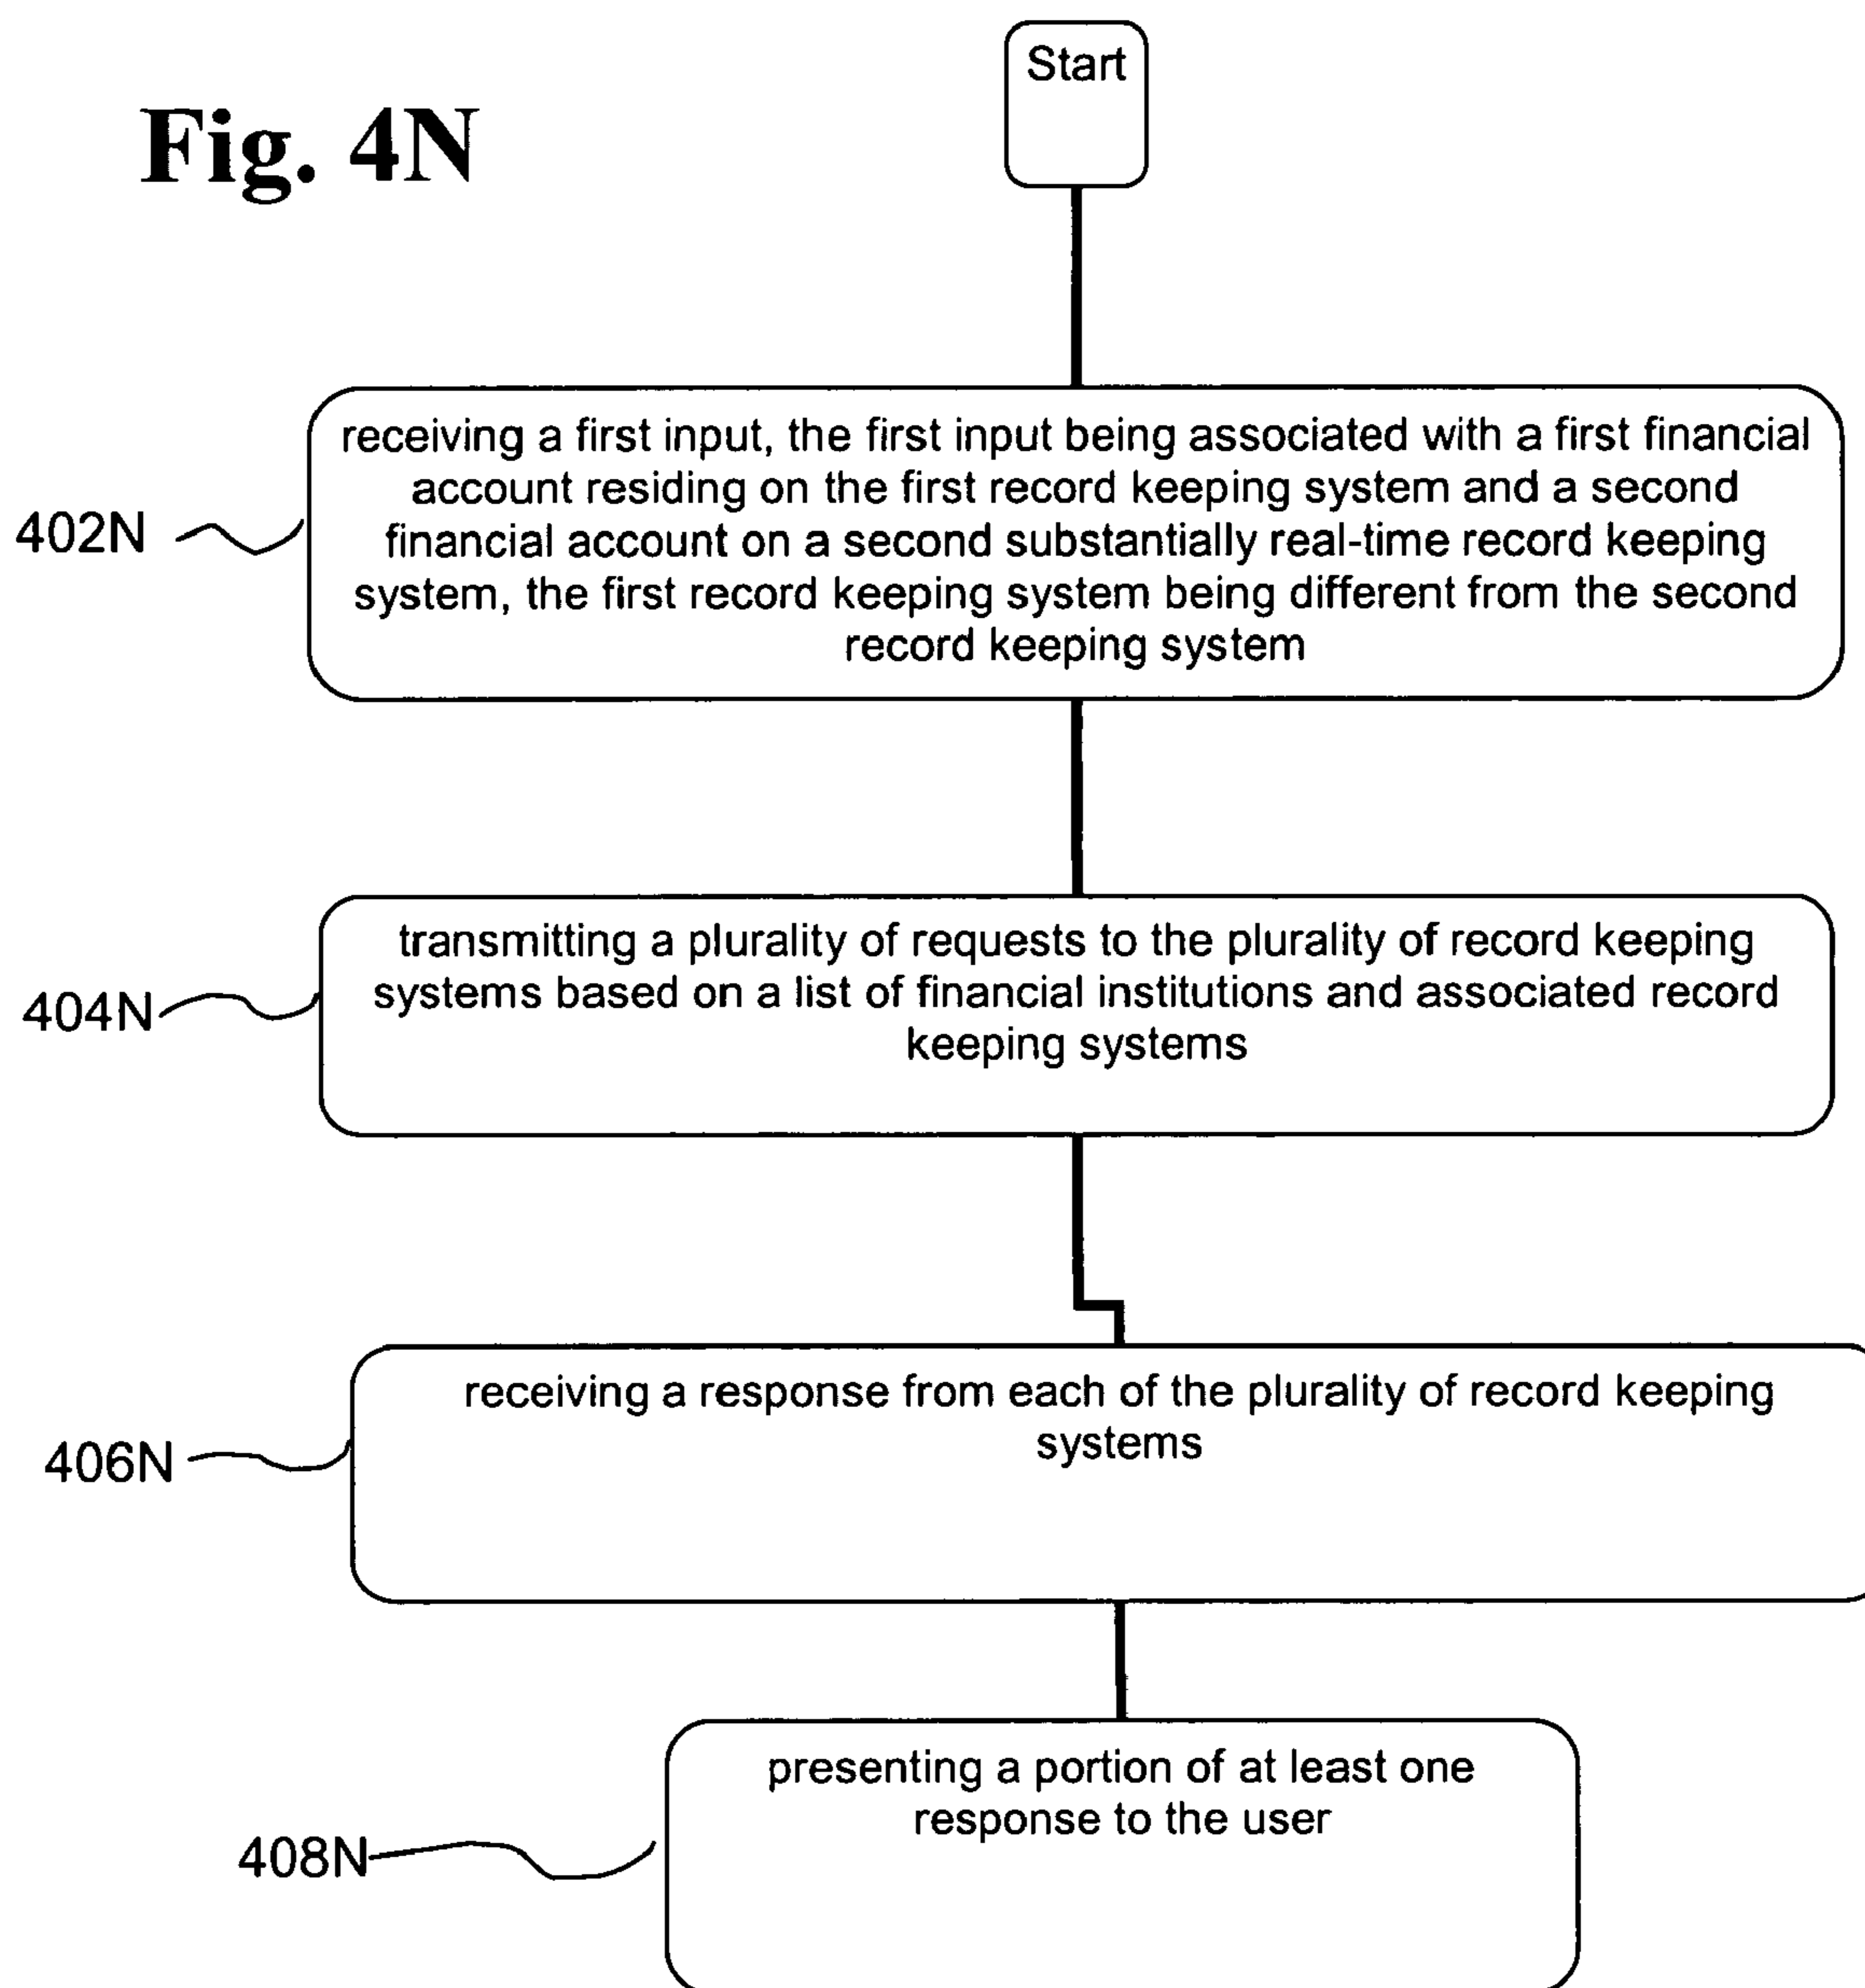 Start
Fig. 4N
receiving a first input, the first input being associated with a first financial
account residing on the first record keeping system and a second
financial account on a second substantially real-time record keeping
system, the first record keeping system being different from the second
record keeping system
402N
transmitting a plurality of requests to the plurality of record keeping
systems based on a list of financial institutions and associated record
keeping systems
404N
receiving a response from each of the plurality of record keeping
systems
406N
presenting a portion of at least one
response to the user
408N